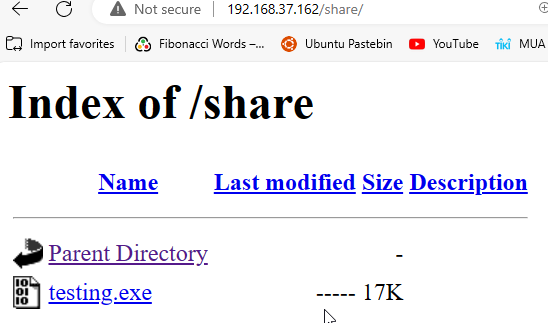 Not secure | 192.168.37.162/share/
Import favorites Fibonacci Words –... Ubuntu Pastebin YouTube TIKI MUA
Index of /share
Name Last modified Size Description
Parent Directory -
testing.exe ----- 17K